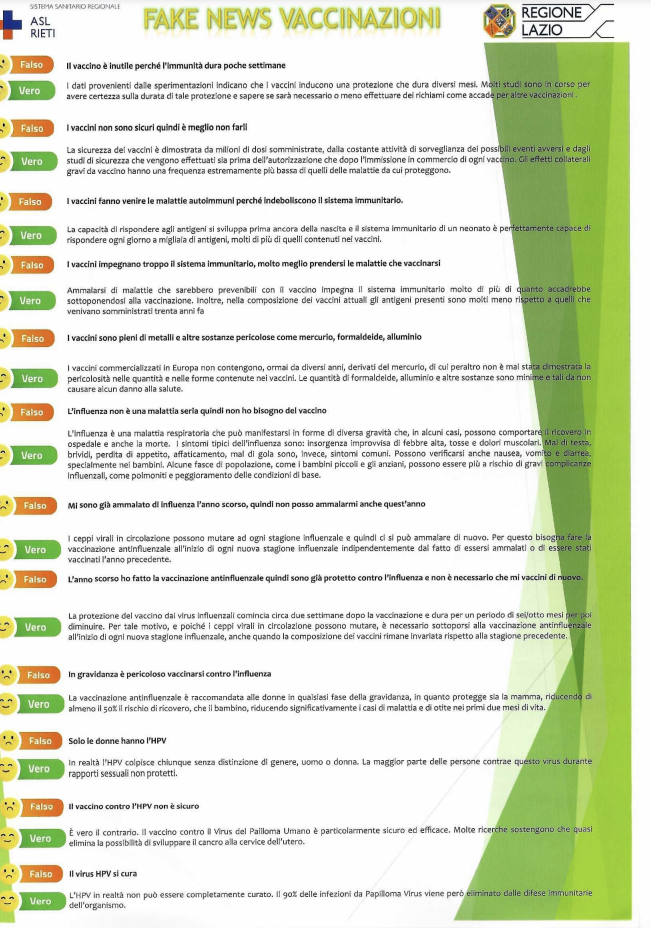 SISTEMA SANITARIO REGIONALE
ASL
RIETI
FAKE NEWS VACCINAZIONI
REGIONE
LAZIO
Falso
Il vaccino è inutile perché l'immunità dura poche settimane
Vero
I dati provenienti dalle sperimentazioni indicano che i vaccini inducono una protezione che dura diversi mesi. Molti studi sono in corso per
avere certezza sulla durata di tale protezione e sapere se sarà necessario o meno effettuare dei richiami come accade per altre vaccinazioni .
Falso
I vaccini non sono sicuri quindi è meglio non farli
Vero
La sicurezza dei vaccini è dimostrata da milioni di dosi somministrate, dalla costante attività di sorveglianza dei possibili eventi avversi e dagli
studi di sicurezza che vengono effettuati sia prima dell'autorizzazione che dopo l'immissione in commercio di ogni vaccino. Gli effetti collaterali
gravi da vaccino hanno una frequenza estremamente più bassa di quelli delle malattie da cui proteggono.
Falso
I vaccini fanno venire le malattie autoimmuni perché indeboliscono il sistema immunitario.
Vero
La capacità di rispondere agli antigeni si sviluppa prima ancora della nascita e il sistema immunitario di un neonato è perfettamente capace di
rispondere ogni giorno a migliaia di antigeni, molti di più di quelli contenuti nei vaccini.
Falso
I vaccini impegnano troppo il sistema immunitario, molto meglio prendersi le malattie che vaccinarsi
Vero
Ammalarsi di malattie che sarebbero prevenibili con il vaccino impegna il sistema immunitario molto di più di quanto accadrebbe
sottoponendosi alla vaccinazione. Inoltre, nella composizione dei vaccini attuali gli antigeni presenti sono molti meno rispetto a quelli che
venivano somministrati trenta anni fa
Falso
I vaccini sono pieni di metalli e altre sostanze pericolose come mercurio, formaldeide, alluminio
Vero
I vaccini commercializzati in Europa non contengono, ormai da diversi anni, derivati del mercurio, di cui peraltro non è mai stata dimostrata la
pericolosità nelle quantità e nelle forme contenute nei vaccini. Le quantità di formaldeide, alluminio e altre sostanze sono minime e tali da non
causare alcun danno alla salute.
Falso
L'influenza non è una malattia seria quindi non ho bisogno del vaccino
Vero
L'influenza è una malattia respiratoria che può manifestarsi in forme di diversa gravità che, in alcuni casi, possono comportare il ricovero in
ospedale e anche la morte. I sintomi tipici dell'influenza sono: insorgenza improvvisa di febbre alta, tosse e dolori muscolari. Mal di testa,
brividi, perdita di appetito, affaticamento, mal di gola sono, invece, sintomi comuni. Possono verificarsi anche nausea, vomito e diarrea,
specialmente nei bambini. Alcune fasce di popolazione, come i bambini piccoli e gli anziani, possono essere più a rischio di gravi complicanze
influenzali, come polmoniti e peggioramento delle condizioni di base.
Falso
Mi sono già ammalato di influenza l'anno scorso, quindi non posso ammalarmi anche quest'anno
Vero
I ceppi virali in circolazione possono mutare ad ogni stagione influenzale e quindi ci si può ammalare di nuovo. Per questo bisogna fare la
vaccinazione antinfluenzale all'inizio di ogni nuova stagione influenzale indipendentemente dal fatto di essersi ammalati o di essere stati
vaccinati l'anno precedente.
Falso
L'anno scorso ho fatto la vaccinazione antinfluenzale quindi sono già protetto contro l'influenza e non è necessario che mi vaccini di nuovo.
Vero
La protezione del vaccino dai virus influenzali comincia circa due settimane dopo la vaccinazione e dura per un periodo di sei/otto mesi per poi
diminuire. Per tale motivo, e poiché i ceppi virali in circolazione possono mutare, è necessario sottoporsi alla vaccinazione antinfluenzale
all'inizio di ogni nuova stagione influenzale, anche quando la composizione dei vaccini rimane invariata rispetto alla stagione precedente.
Falso
In gravidanza è pericoloso vaccinarsi contro l'influenza
Vero
La vaccinazione antinfluenzale è raccomandata alle donne in qualsiasi fase della gravidanza, in quanto protegge sia la mamma, riducendo di
almeno il 50% il rischio di ricovero, che il bambino, riducendo significativamente i casi di malattia e di otite nei primi due mesi di vita.
Falso
Solo le donne hanno l'HPV
Vero
In realtà l'HPV colpisce chiunque senza distinzione di genere, uomo o donna. La maggior parte delle persone contrae questo virus durante
rapporti sessuali non protetti.
Falso
Il vaccino contro l'HPV non è sicuro
Vero
È vero il contrario. Il vaccino contro il Virus del Pailloma Umano è particolarmente sicuro ed efficace. Molte ricerche sostengono che quasi
elimina la possibilità di sviluppare il cancro alla cervice dell'utero.
Falso
Il virus HPV si cura
Vero
L'HPV in realtà non può essere completamente curato. Il 90% delle infezioni da Papilloma Virus viene però eliminato dalle difese immunitarie
dell'organismo.